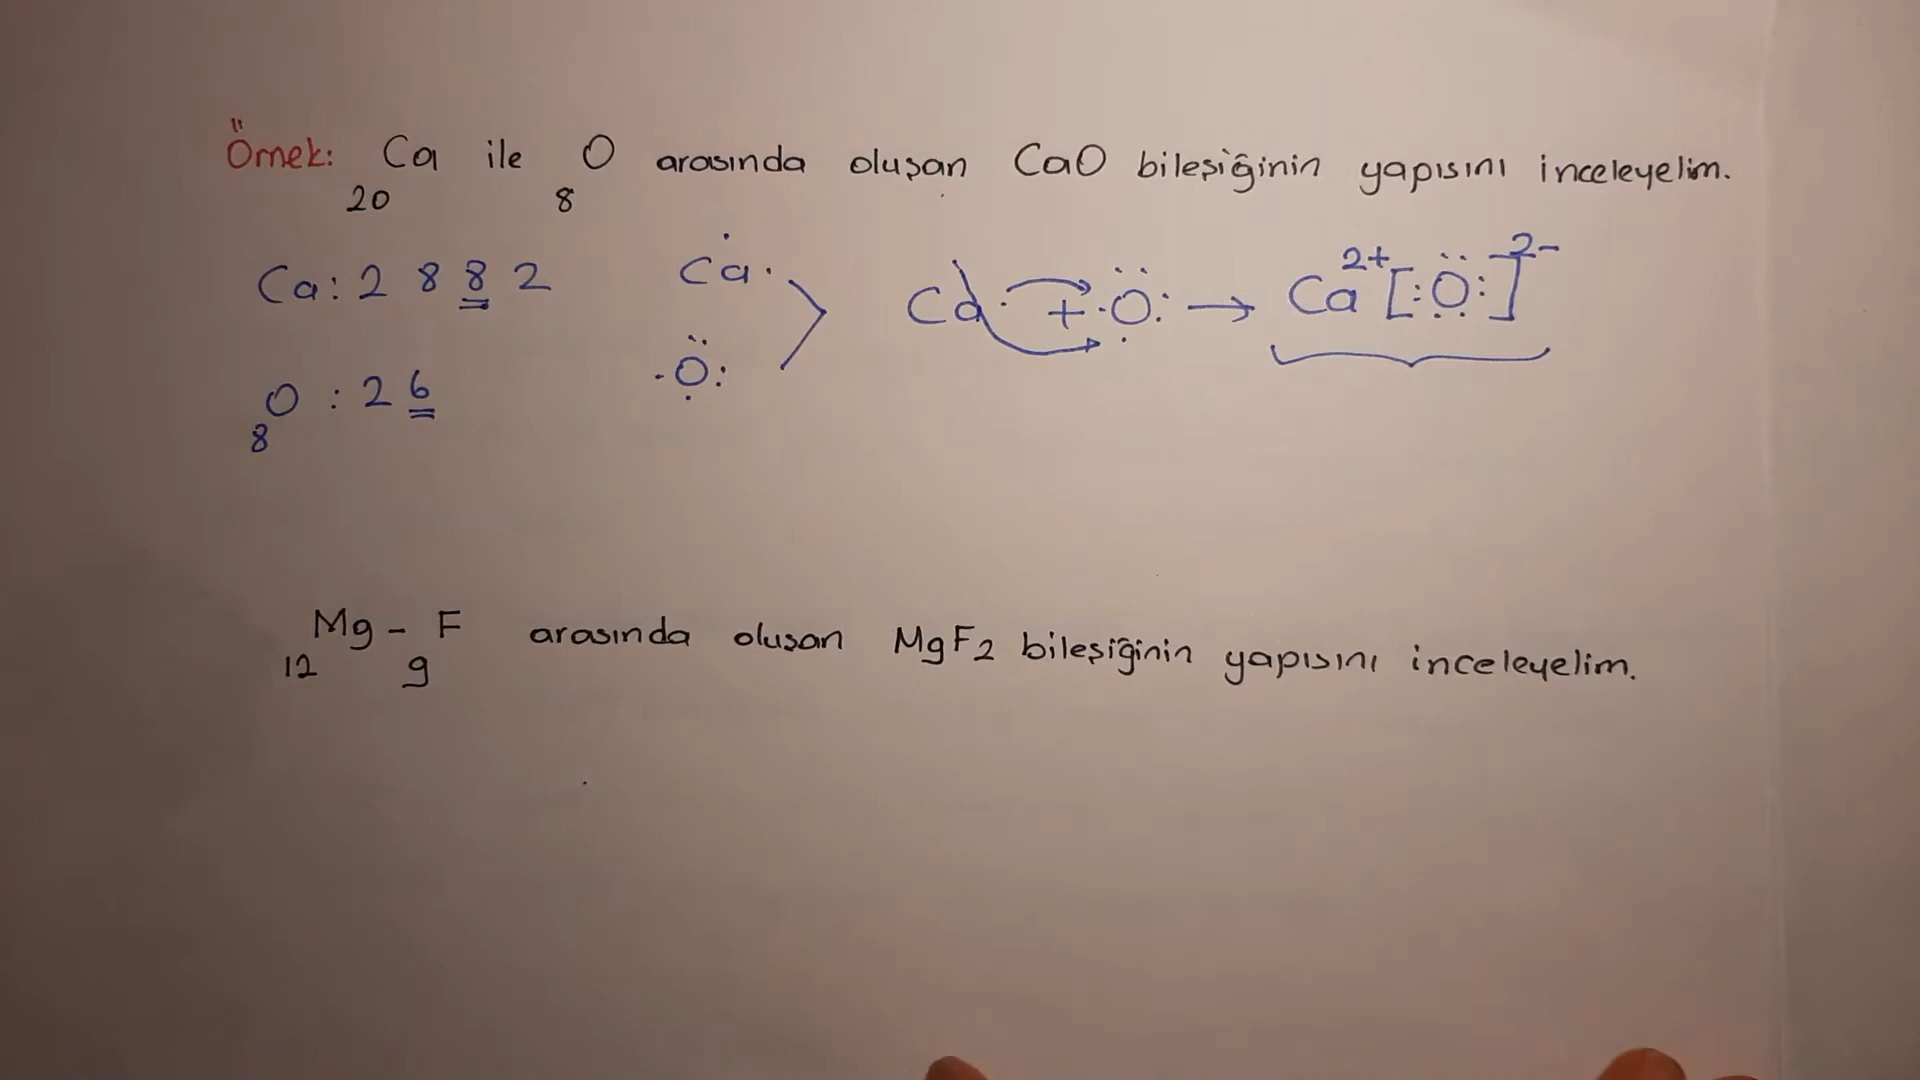 Örnek: ₂₀Ca ile ₈O arasında oluşan CaO bileşiğinin yapısını inceleyelim.
Ca: 2 8 8 2
Ca
Ca + O: → Ca²⁺[:O:]²⁻
₈O : 2 6
·O:
₁₂Mg - ₉F arasında oluşan MgF₂ bileşiğinin yapısını inceleyelim.